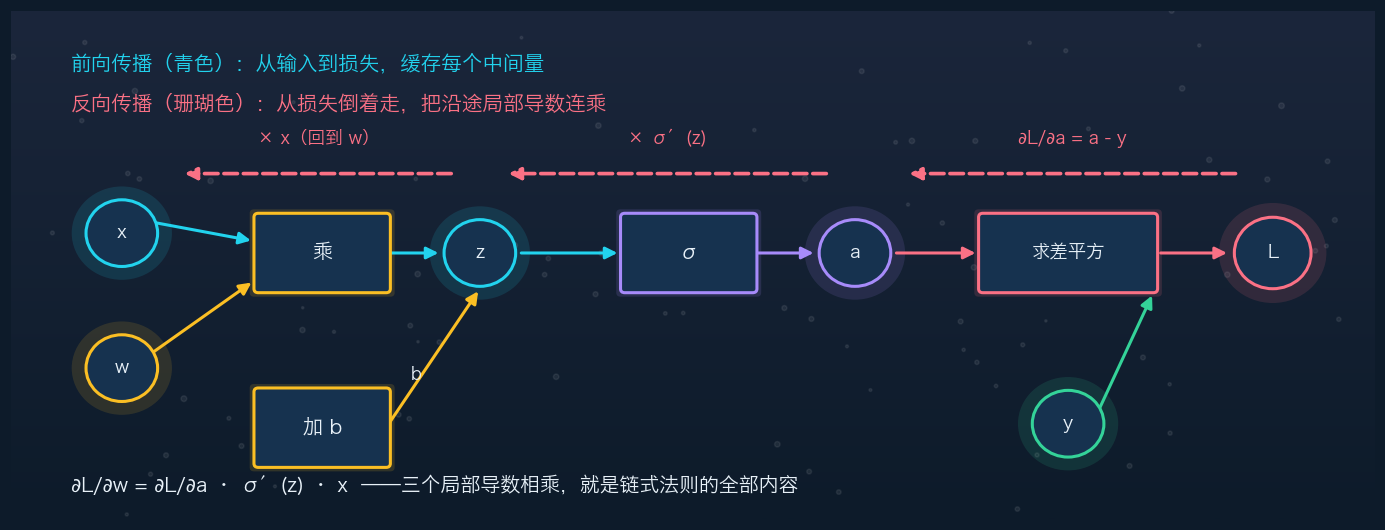 前向传播（青色）：从输入到损失，缓存每个中间量
反向传播（珊瑚色）：从损失倒着走，把沿途局部导数连乘
× x（回到 w）
× σ′(z)
∂L/∂a = a - y
x
乘
z
σ
a
求差平方
L
w
b
加 b
y
∂L/∂w = ∂L/∂a · σ′(z) · x ——三个局部导数相乘，就是链式法则的全部内容